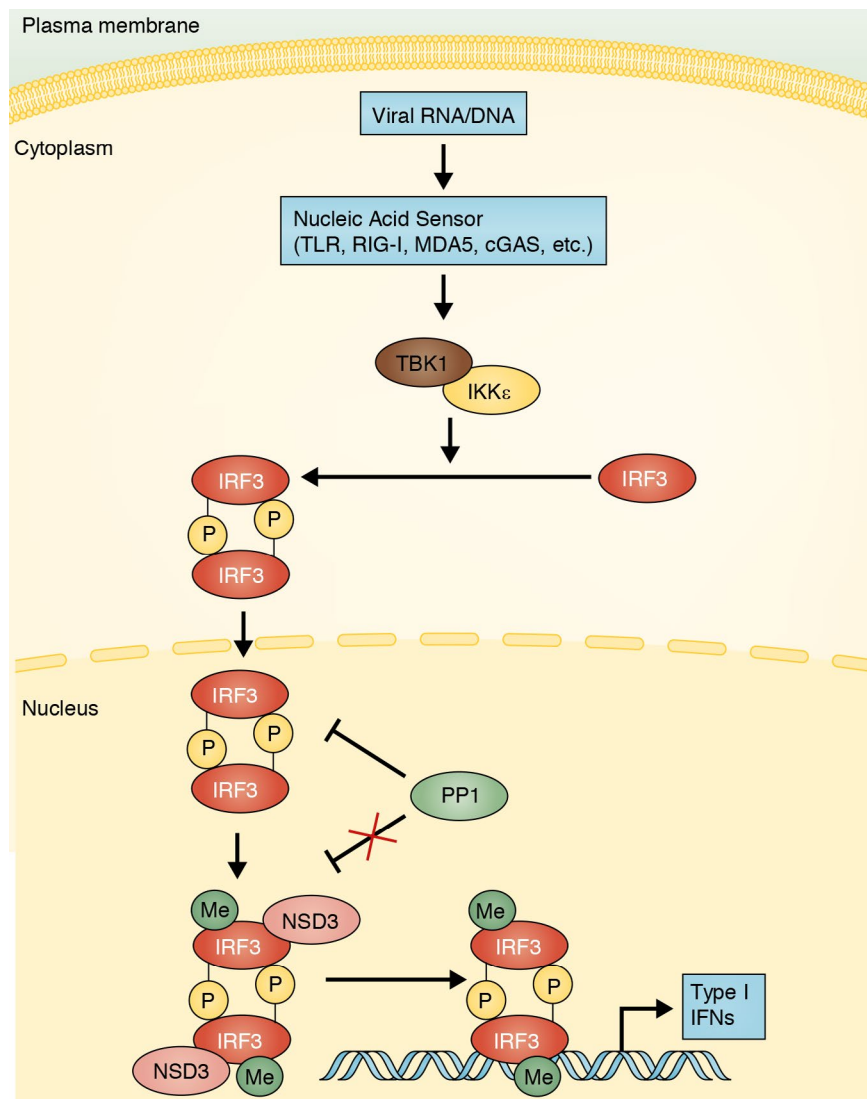 Plasma membrane
Viral RNA/DNA
Cytoplasm
Nucleic Acid Sensor
(TLR, RIG-I, MDA5, cGAS, etc.)
TBK1
IKKε
IRF3
IRF3
P
P
IRF3
IRF3
Nucleus
P
P
IRF3
PP1
Me
NSD3
IRF3
P
P
IRF3
NSD3
Me
Me
IRF3
P
P
IRF3
Me
Type I
IFNs